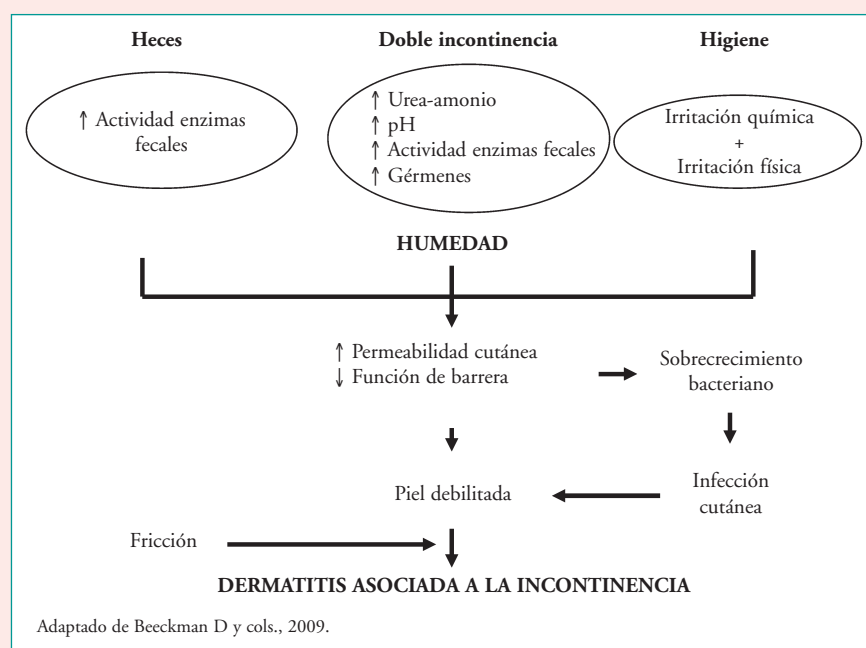 Heces
Doble incontinencia
Higiene
↑ Actividad enzimas
fecales
↑ Urea-amonio
↑ pH
↑ Actividad enzimas fecales
↑ Gérmenes
Irritación química
+
Irritación física
HUMEDAD
↑ Permeabilidad cutánea
↓ Función de barrera
Sobrecrecimiento
bacteriano
Piel debilitada
Infección
cutánea
Fricción
DERMATITIS ASOCIADA A LA INCONTINENCIA
Adaptado de Beeckman D y cols., 2009.